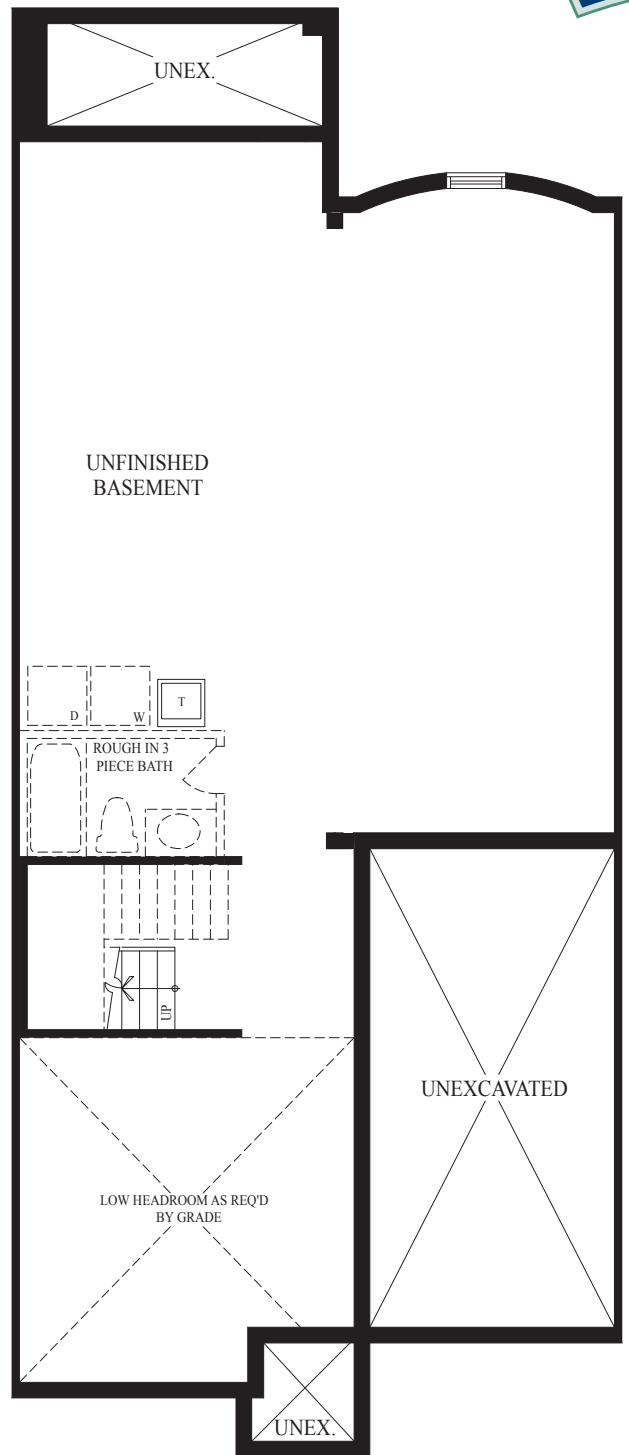 UNEX.
UNFINISHED
BASEMENT
D
W
T
ROUGH IN 3
PIECE BATH
UP
UNEXCAVATED
LOW HEADROOM AS REQ'D
BY GRADE
UNEX.